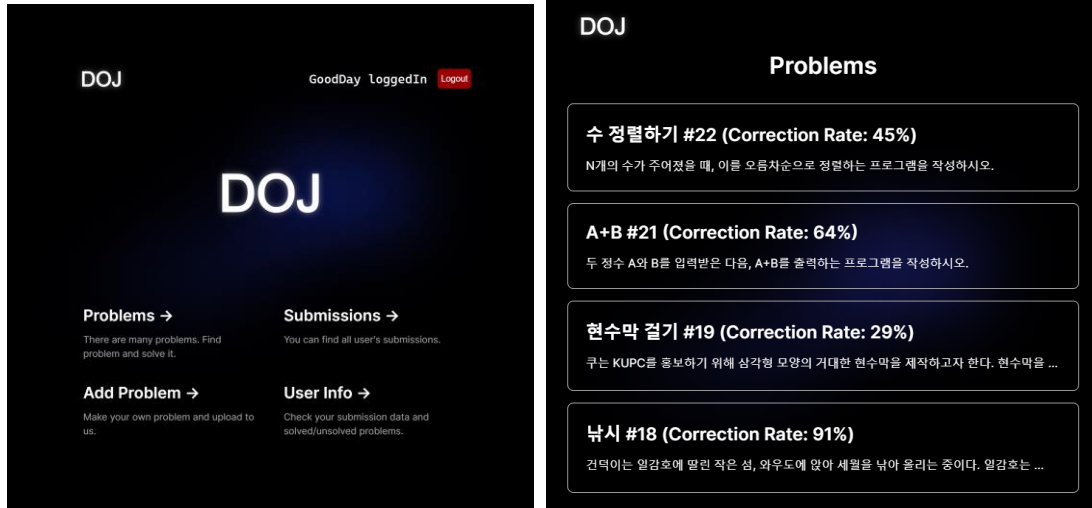 DOJ
GoodDay loggedIn
Logout
DOJ
Problems →
There are many problems. Find
problem and solve it.
Submissions →
You can find all user's submissions.
Add Problem →
Make your own problem and upload to
us.
User Info →
Check your submission data and
solved/unsolved problems.
DOJ
Problems
수 정렬하기 #22 (Correction Rate: 45%)
N개의 수가 주어졌을 때, 이를 오름차순으로 정렬하는 프로그램을 작성하시오.
A+B #21 (Correction Rate: 64%)
두 정수 A와 B를 입력받은 다음, A+B를 출력하는 프로그램을 작성하시오.
현수막 걸기 #19 (Correction Rate: 29%)
쿠는 KUPC를 홍보하기 위해 삼각형 모양의 거대한 현수막을 제작하고자 한다. 현수막을 ...
낚시 #18 (Correction Rate: 91%)
건덕이는 일감호에 딸린 작은 섬, 와우도에 앉아 세월을 낚아 올리는 중이다. 일감호는 ...